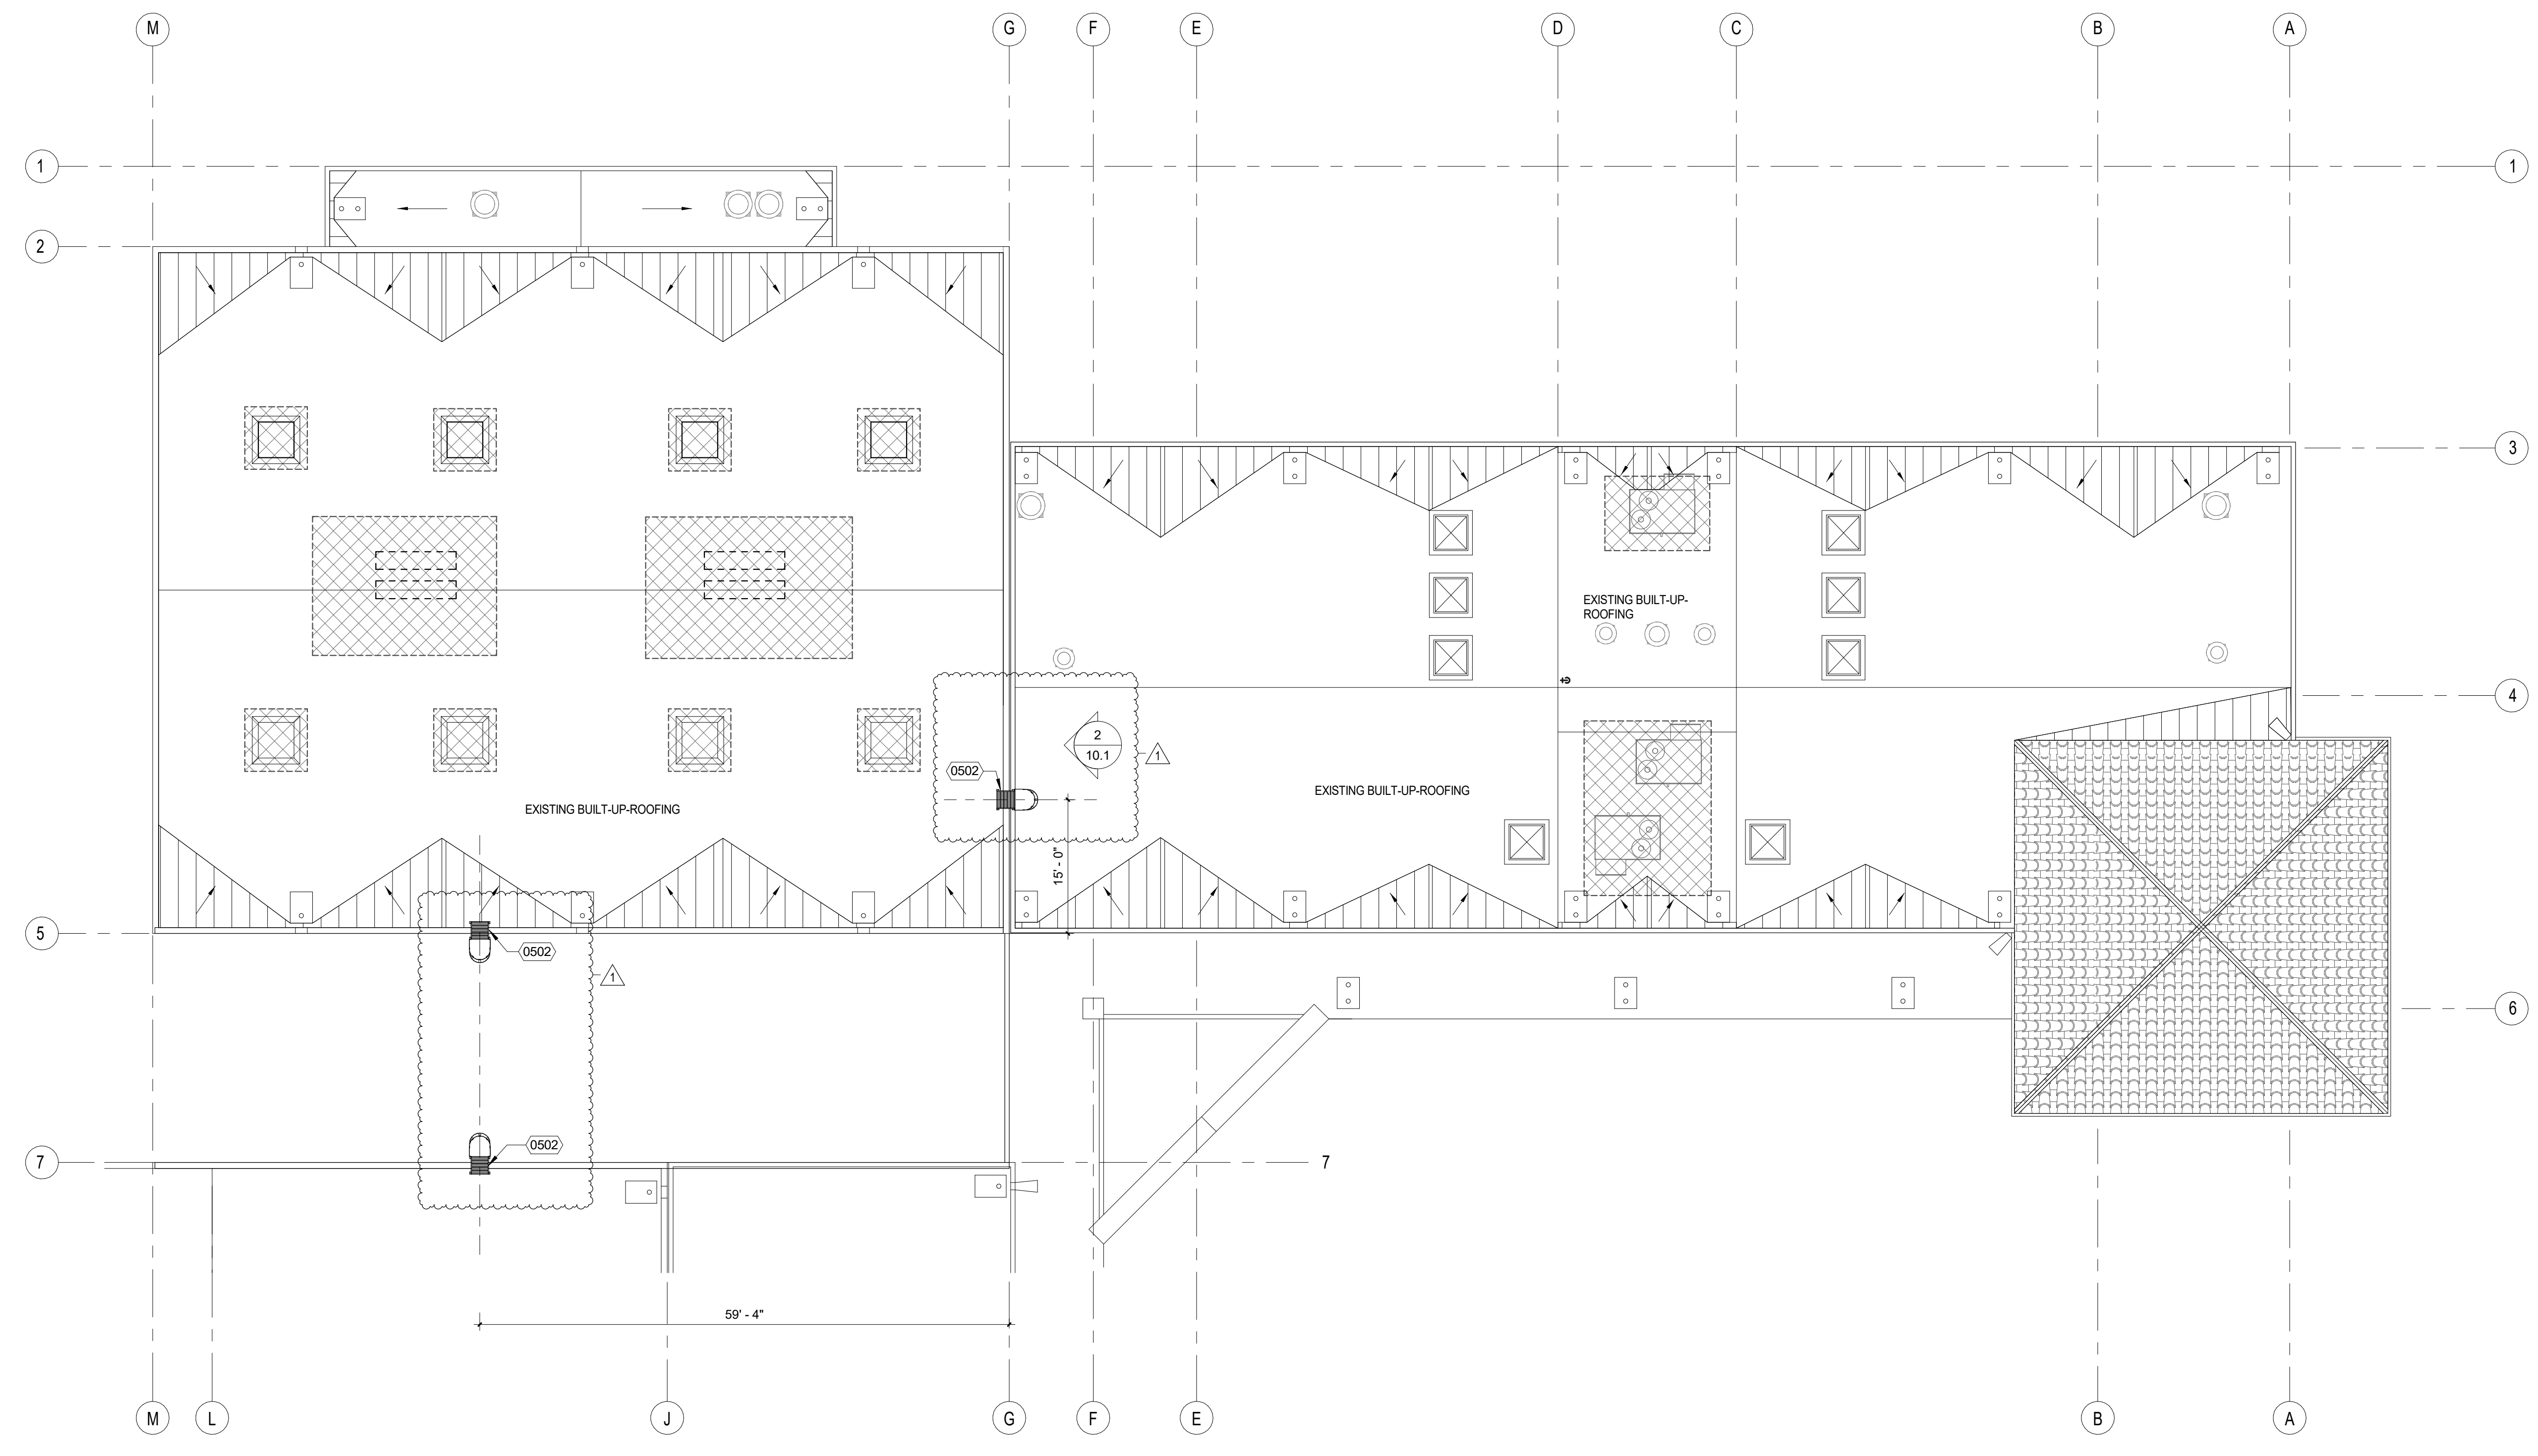 M
G
F
E
D
C
B
A
1
1
2
3
EXISTING BUILT-UP-
ROOFING
4
2
10.1
1
0502
EXISTING BUILT-UP-ROOFING
EXISTING BUILT-UP-ROOFING
15' - 0"
5
0502
1
6
0502
7
7
59' - 4"
M
L
J
G
F
E
B
A